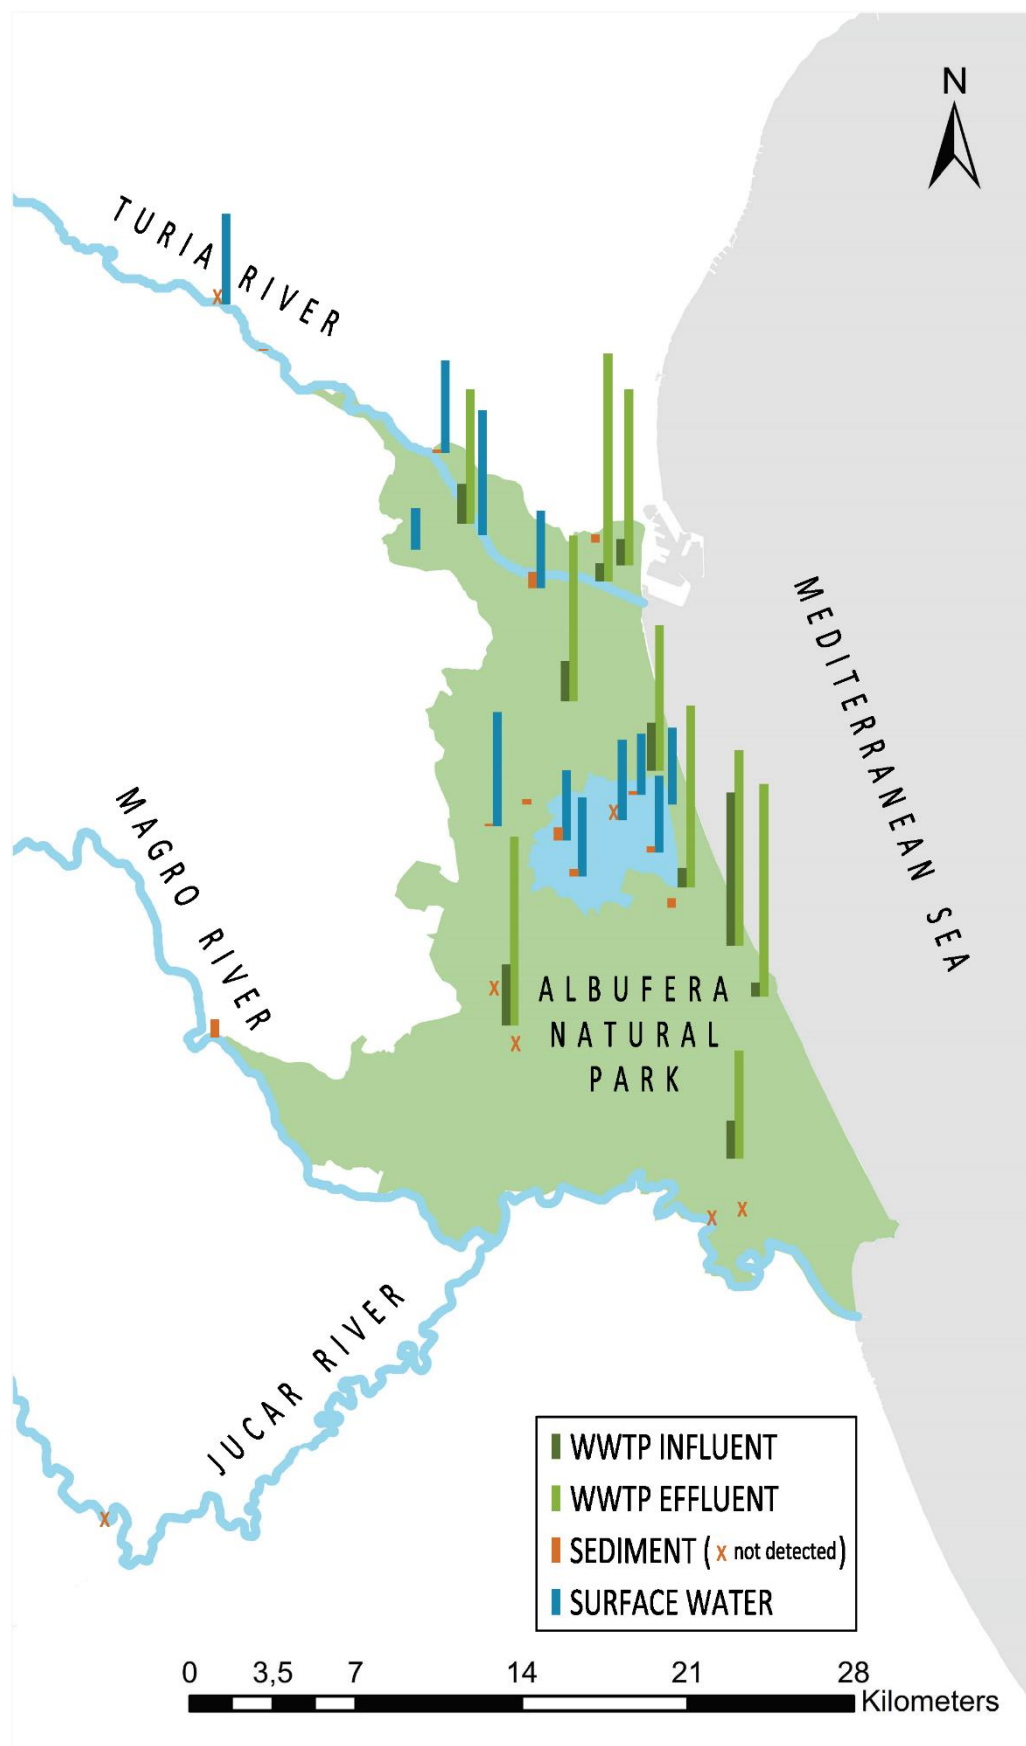 N
TURIA RIVER
MEDITERRANEAN SEA
MAGRO RIVER
ALBUFERA
NATURAL
PARK
JUCAR RIVER
WWTP INFLUENT
WWTP EFFLUENT
SEDIMENT (x not detected)
SURFACE WATER
0 3,5 7 14 21 28
Kilometers